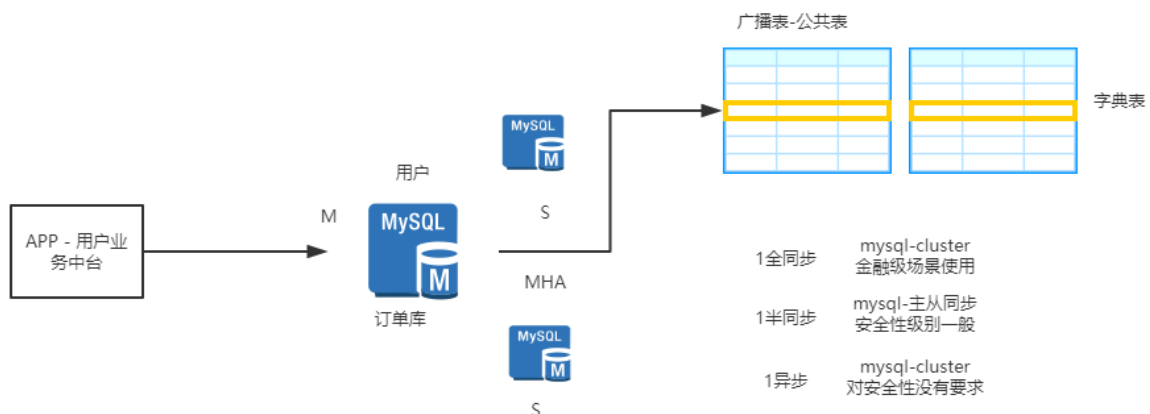 广播表-公共表
字典表
MySQL
M
用户
M
MySQL
M
S
APP - 用户业
务中台
MHA
订单库
MySQL
M
S
1全同步
mysql-cluster
金融级场景使用
1半同步
mysql-主从同步
安全性级别一般
1异步
mysql-cluster
对安全性没有要求